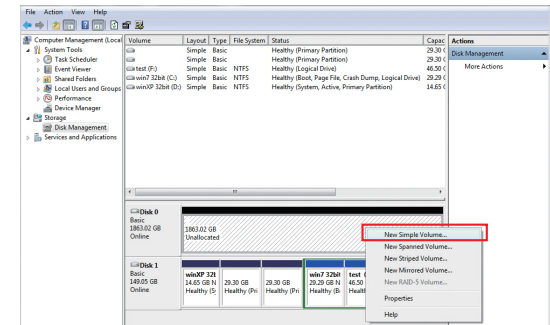 File Action View Help
Computer Management (Local
System Tools
Task Scheduler
Event Viewer
Shared Folders
Local Users and Groups
Performance
Device Manager
Storage
Disk Management
Services and Applications
Volume Layout Type File System Status Capac
Simple Basic Healthy (Primary Partition) 29.30
Simple Basic Healthy (Primary Partition) 29.30
test (F:) Simple Basic NTFS Healthy (Logical Drive) 46.50
win7 32bit (C:) Simple Basic NTFS Healthy (Boot, Page File, Crash Dump, Logical Drive) 29.29
winXP 32bit (D:) Simple Basic NTFS Healthy (System, Active, Primary Partition) 14.65
Actions
Disk Management
More Actions
Disk 0
Basic
1863.02 GB
Online
1863.02 GB
Unallocated
Disk 1
Basic
149.05 GB
Online
winXP 32l
14.65 GB N
Healthy (Sy
29.30 GB
Healthy (Pri
29.30 GB
Healthy (Pri
win7 32bit
29.29 GB N
Healthy (B
test (
46.50
Healt
New Simple Volume...
New Spanned Volume...
New Striped Volume...
New Mirrored Volume...
New RAID-5 Volume...
Properties
Help